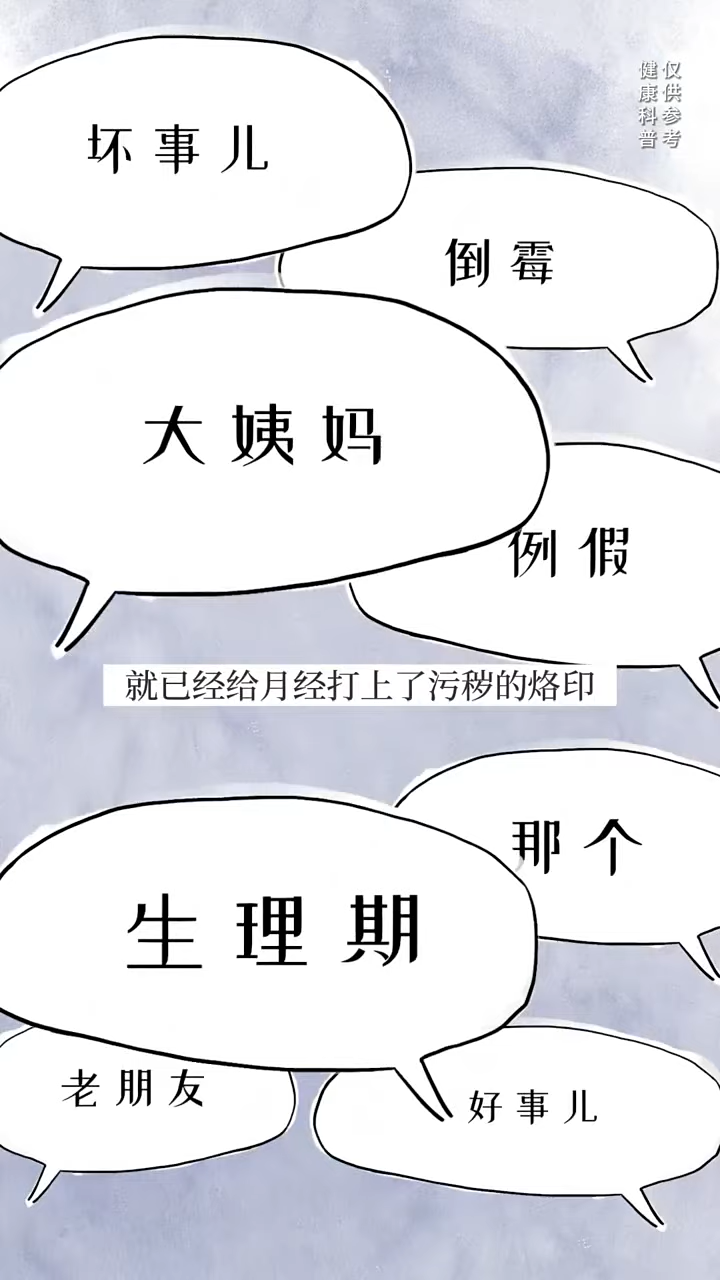 仅供参考
健康科普
坏事儿
倒霉
大姨妈
例假
就已经给月经打上了污秽的烙印
那个
生理期
老朋友
好事儿